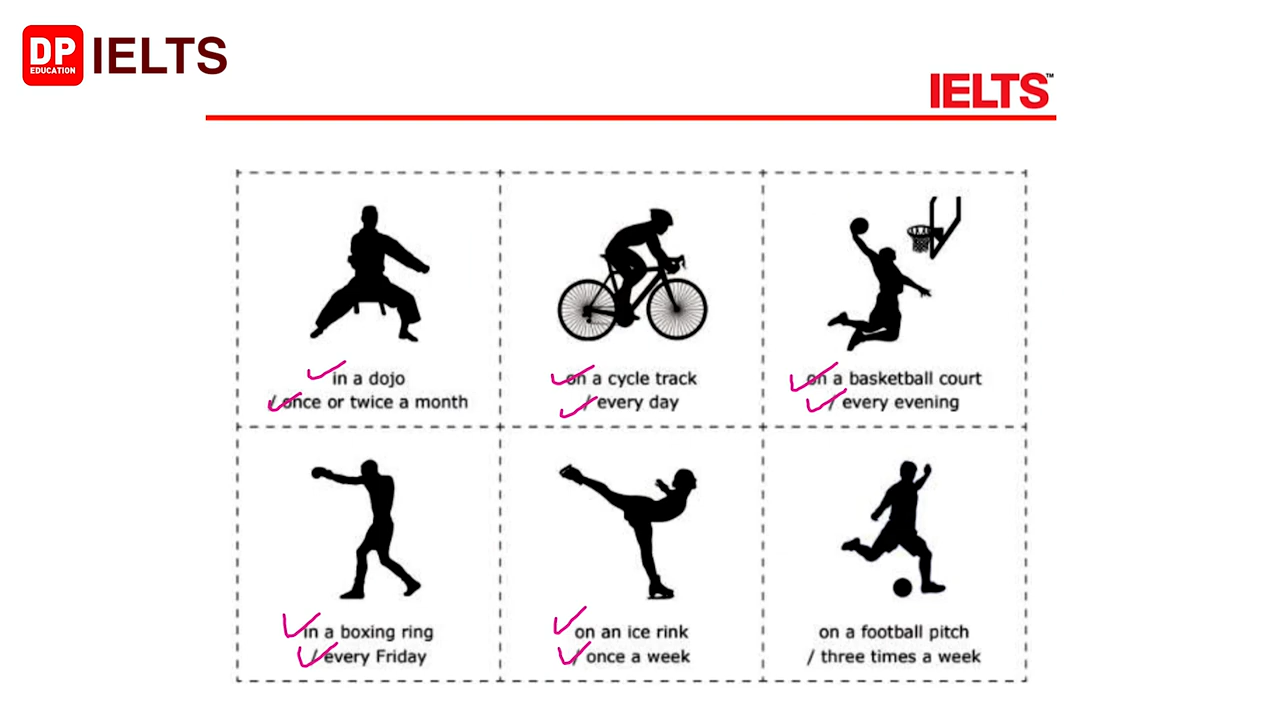 DP
EDUCATION
IELTS
IELTS™
in a dojo
/ once or twice a month
on a cycle track
/ every day
on a basketball court
/ every evening
in a boxing ring
/ every Friday
on an ice rink
/ once a week
on a football pitch
/ three times a week